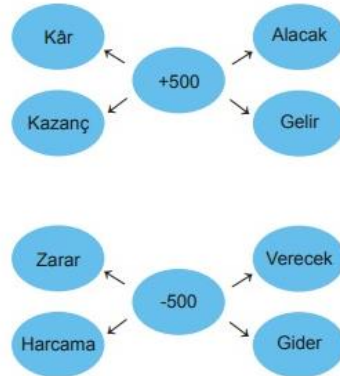 Kâr
Alacak
+500
Kazanç
Gelir
Zarar
Verecek
-500
Harcama
Gider